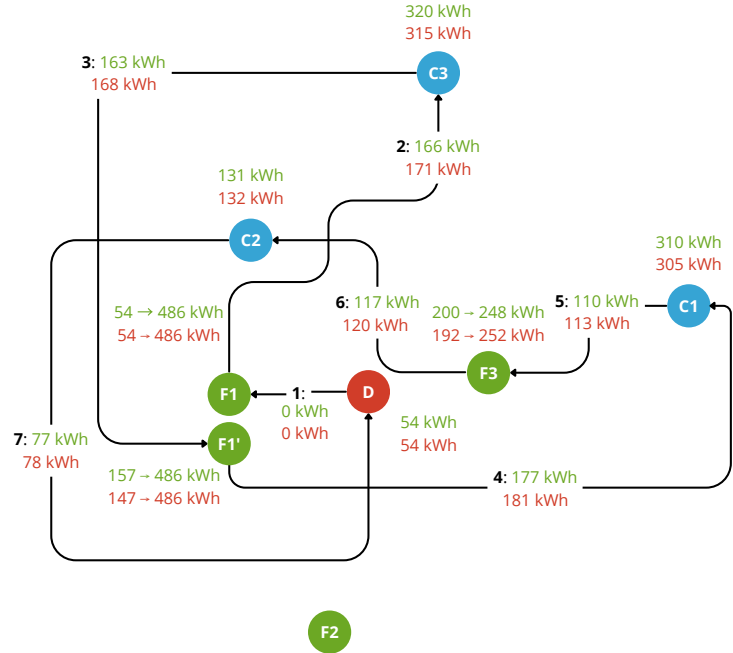 320 kWh
315 kWh
C3
3: 163 kWh
168 kWh
2: 166 kWh
171 kWh
131 kWh
132 kWh
C2
310 kWh
305 kWh
C1
54 → 486 kWh
54 → 486 kWh
6: 117 kWh
120 kWh
200 → 248 kWh
192 → 252 kWh
5: 110 kWh
113 kWh
F3
F1
1:
0 kWh
0 kWh
D
54 kWh
54 kWh
F1'
7: 77 kWh
78 kWh
157 → 486 kWh
147 → 486 kWh
4: 177 kWh
181 kWh
F2